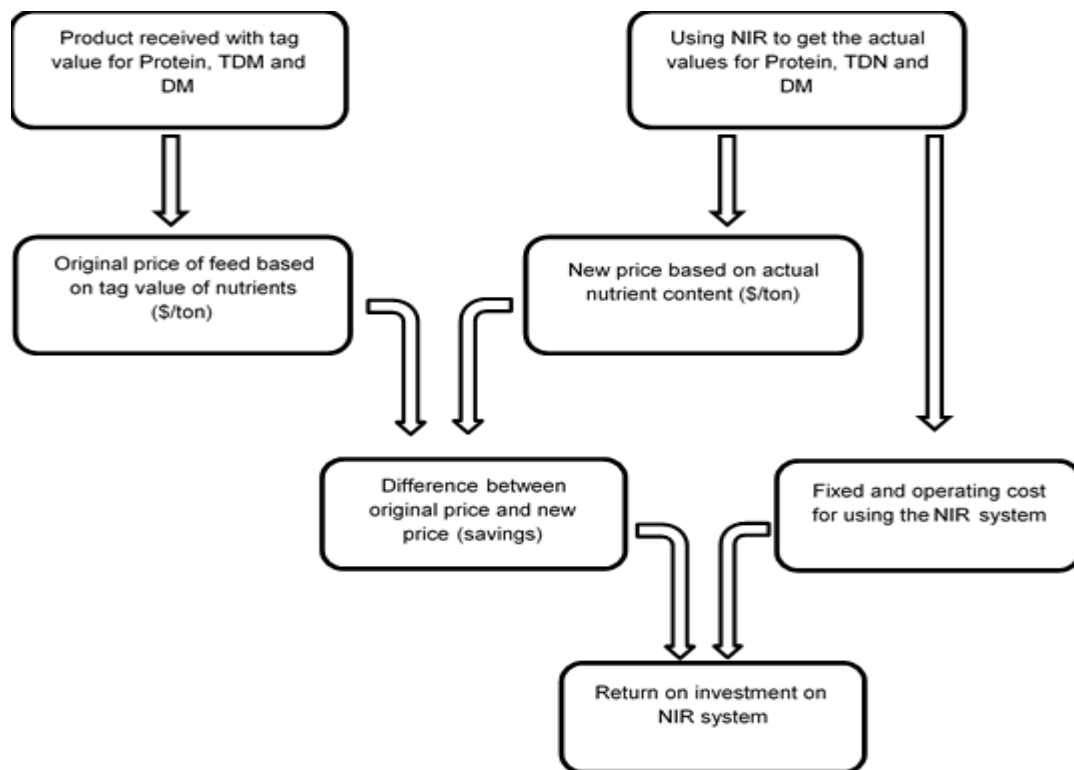 Product received with tag
value for Protein, TDM and
DM
Using NIR to get the actual
values for Protein, TDN and
DM
Original price of feed based
on tag value of nutrients
($/ton)
New price based on actual
nutrient content ($/ton)
Difference between
original price and new
price (savings)
Fixed and operating cost
for using the NIR system
Return on investment on
NIR system